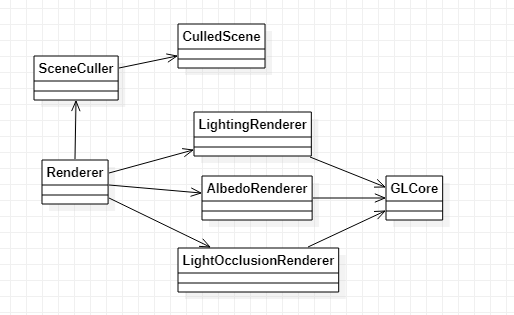 CulledScene
SceneCuller
LightingRenderer
Renderer
AlbedoRenderer
GLCore
LightOcclusionRenderer